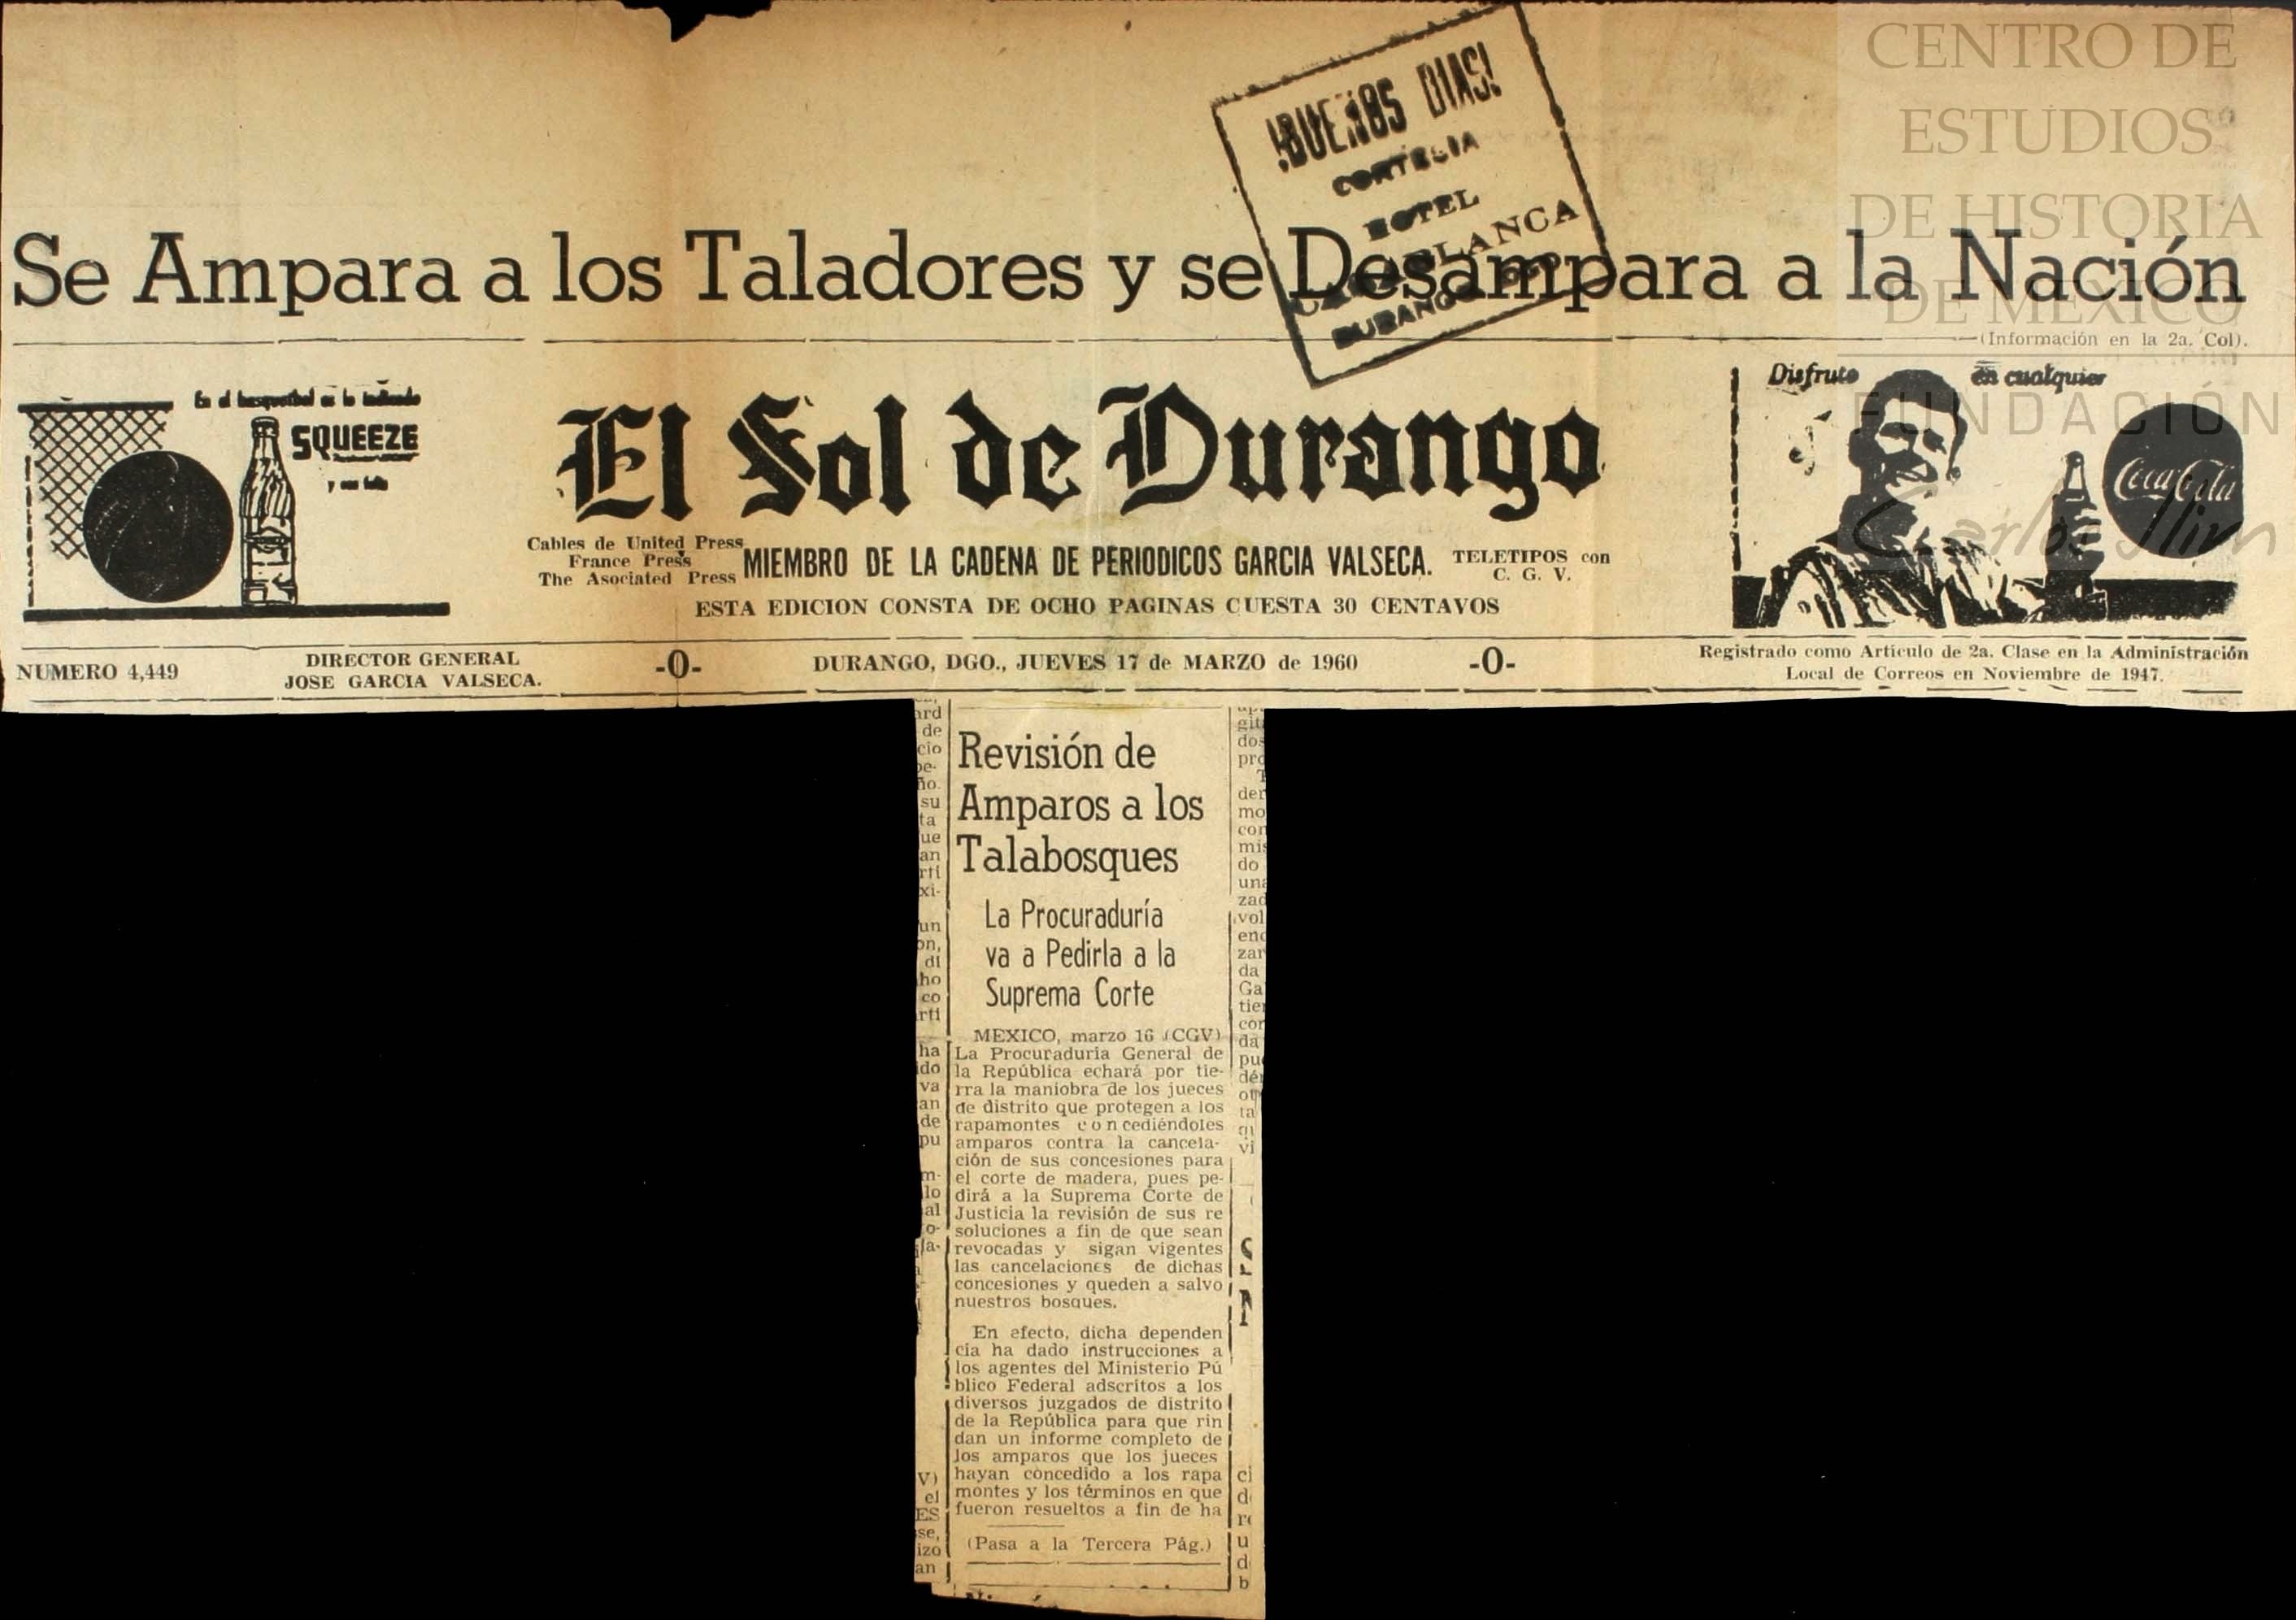 CENTRO DE
ESTUDIOS
DE HISTORIA
DE MEXICO
FUNDACIÓN
Carlos Slim
¡BUENOS DIAS!
CORTESIA
HOTEL
CASABLANCA
DURANGO, DGO.
Se Ampara a los Taladores y se Desampara a la Nación
(Información en la 2a. Col).
En el basquetbol es lo indicado
SQUEEZE
El Sol de Durango
Cables de United Press
France Press
The Asociated Press
MIEMBRO DE LA CADENA DE PERIODICOS GARCIA VALSECA.
TELETIPOS con
C. G. V.
ESTA EDICION CONSTA DE OCHO PAGINAS CUESTA 30 CENTAVOS
Disfrute en cualquier
Coca Cola
NUMERO 4,449
DIRECTOR GENERAL
JOSE GARCIA VALSECA.
-0-
DURANGO, DGO., JUEVES 17 de MARZO de 1960
-0-
Registrado como Articulo de 2a. Clase en la Administración
Local de Correos en Noviembre de 1947.
Revisión de
Amparos a los
Talabosques
La Procuraduría
va a Pedirla a la
Suprema Corte
MEXICO, marzo 16 (CGV)
La Procuraduria General de
la República echará por tie-
rra la maniobra de los jueces
de distrito que protegen a los
rapamontes concediéndoles
amparos contra la cancela-
ción de sus concesiones para
el corte de madera, pues pe-
dirá a la Suprema Corte de
Justicia la revisión de sus re
soluciones a fin de que sean
revocadas y sigan vigentes
las cancelaciones de dichas
concesiones y queden a salvo
nuestros bosques.
En efecto, dicha dependen
cia ha dado instrucciones a
los agentes del Ministerio Pú
blico Federal adscritos a los
diversos juzgados de distrito
de la República para que rin
dan un informe completo de
los amparos que los jueces
hayan concedido a los rapa
montes y los términos en que
fueron resueltos a fin de ha
(Pasa a la Tercera Pág.)